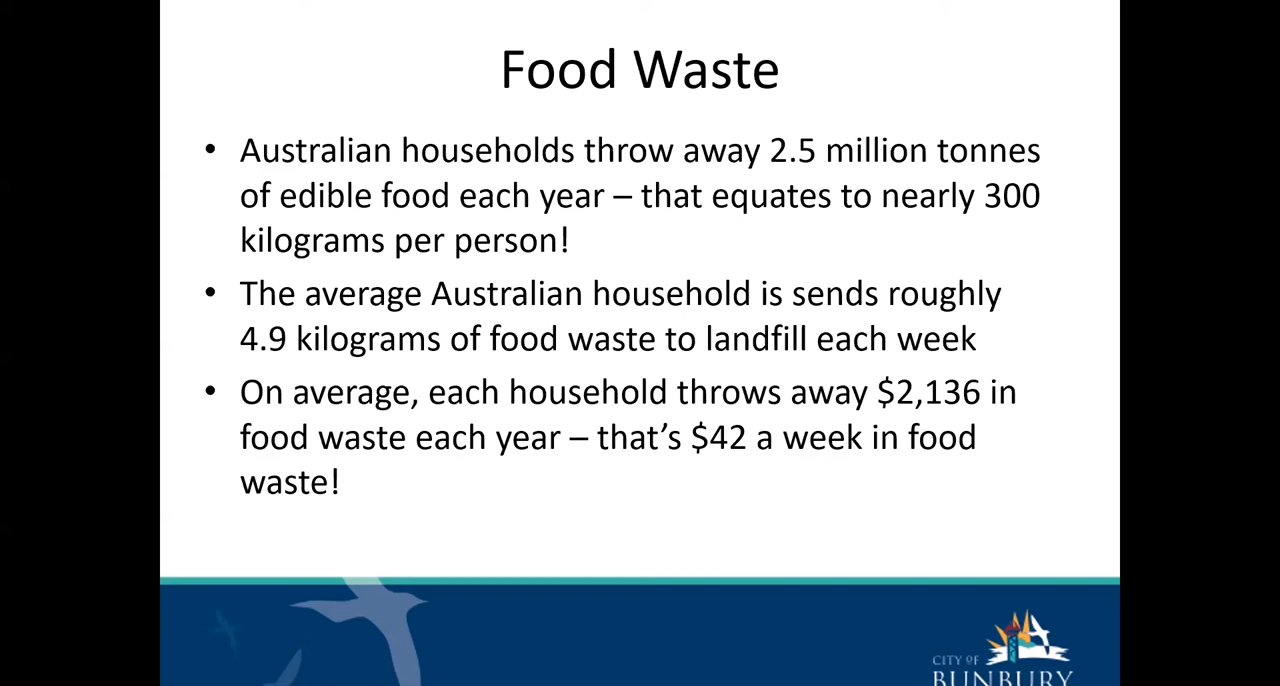 Food Waste
• Australian households throw away 2.5 million tonnes
of edible food each year – that equates to nearly 300
kilograms per person!
• The average Australian household is sends roughly
4.9 kilograms of food waste to landfill each week
• On average, each household throws away $2,136 in
food waste each year – that’s $42 a week in food
waste!
CITY OF
BUNBURY